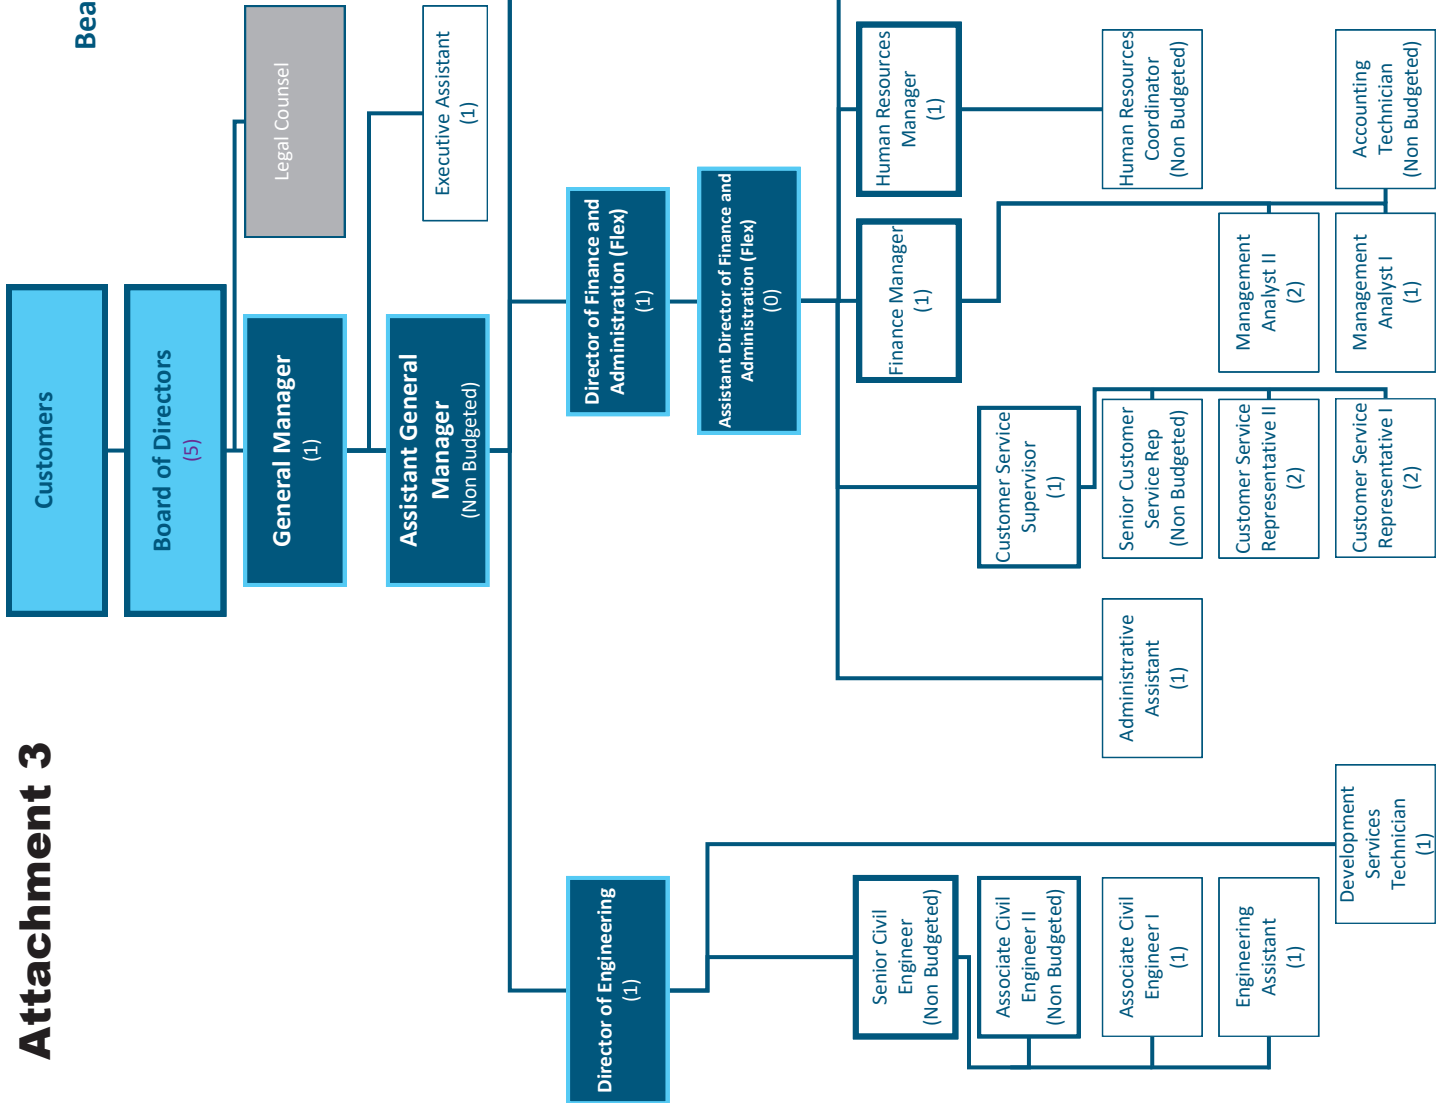 Attachment 3
Bea
Customers
Board of Directors
(5)
Legal Counsel
General Manager
(1)
Executive Assistant
(1)
Assistant General
Manager
(Non Budgeted)
Director of Engineering
(1)
Director of Finance and
Administration (Flex)
(1)
Assistant Director of Finance and
Administration (Flex)
(0)
Senior Civil
Engineer
(Non Budgeted)
Associate Civil
Engineer II
(Non Budgeted)
Associate Civil
Engineer I
(1)
Engineering
Assistant
(1)
Development
Services
Technician
(1)
Administrative
Assistant
(1)
Customer Service
Supervisor
(1)
Senior Customer
Service Rep
(Non Budgeted)
Customer Service
Representative II
(2)
Customer Service
Representative I
(2)
Finance Manager
(1)
Management
Analyst II
(2)
Management
Analyst I
(1)
Accounting
Technician
(Non Budgeted)
Human Resources
Manager
(1)
Human Resources
Coordinator
(Non Budgeted)